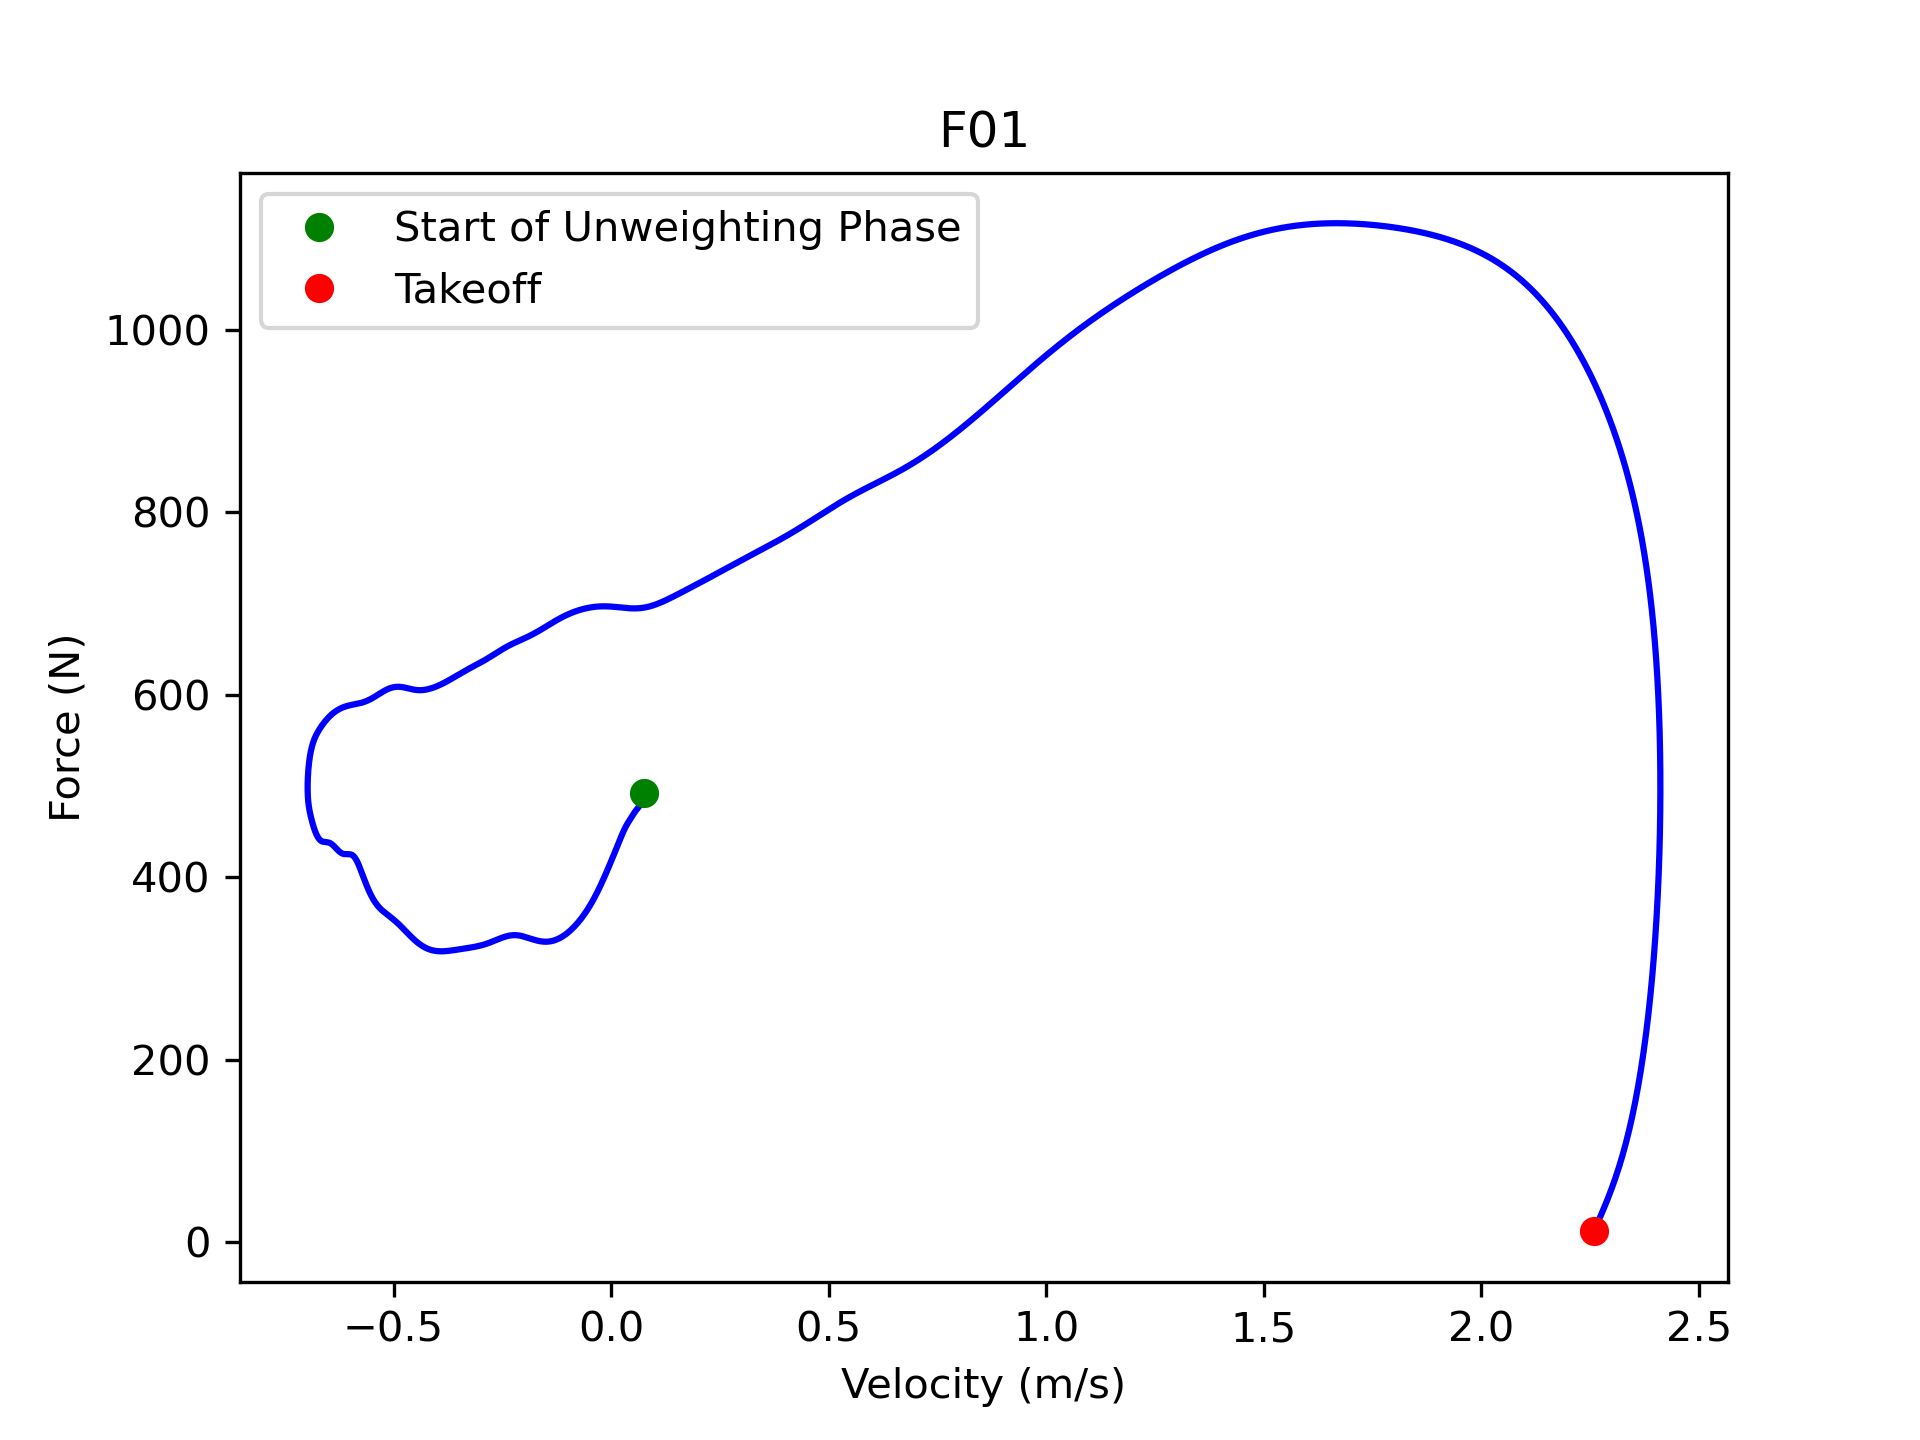 F01
Start of Unweighting Phase
Takeoff
1000
800
600
400
200
0
Force (N)
−0.5 0.0 0.5 1.0 1.5 2.0 2.5
Velocity (m/s)